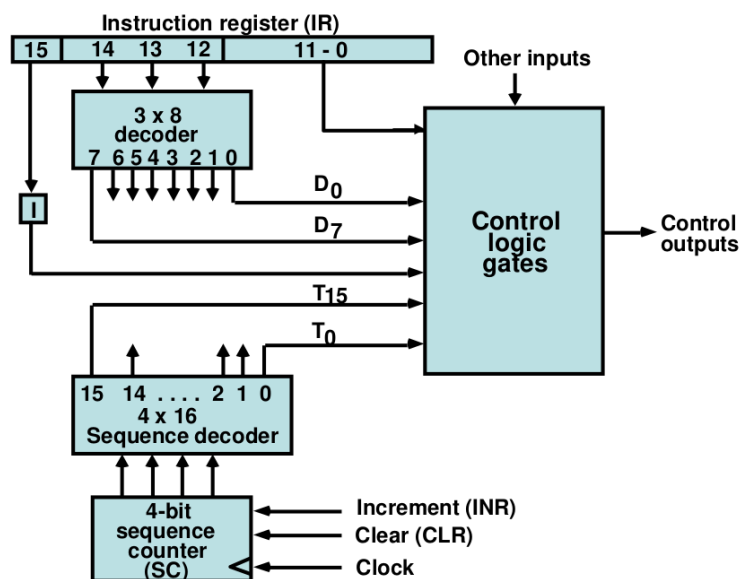 Instruction register (IR)
15 14 13 12 11 - 0
Other inputs
3 x 8
decoder
7 6 5 4 3 2 1 0
D0
I
D7
Control
logic
gates
Control
outputs
T15
T0
15 14 . . . . 2 1 0
4 x 16
Sequence decoder
4-bit
sequence
counter
(SC)
Increment (INR)
Clear (CLR)
Clock